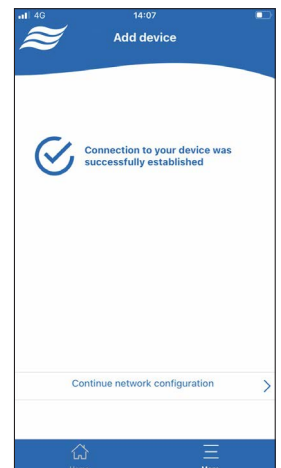 4G 14:07
Add device
Connection to your device was
successfully established
Continue network configuration